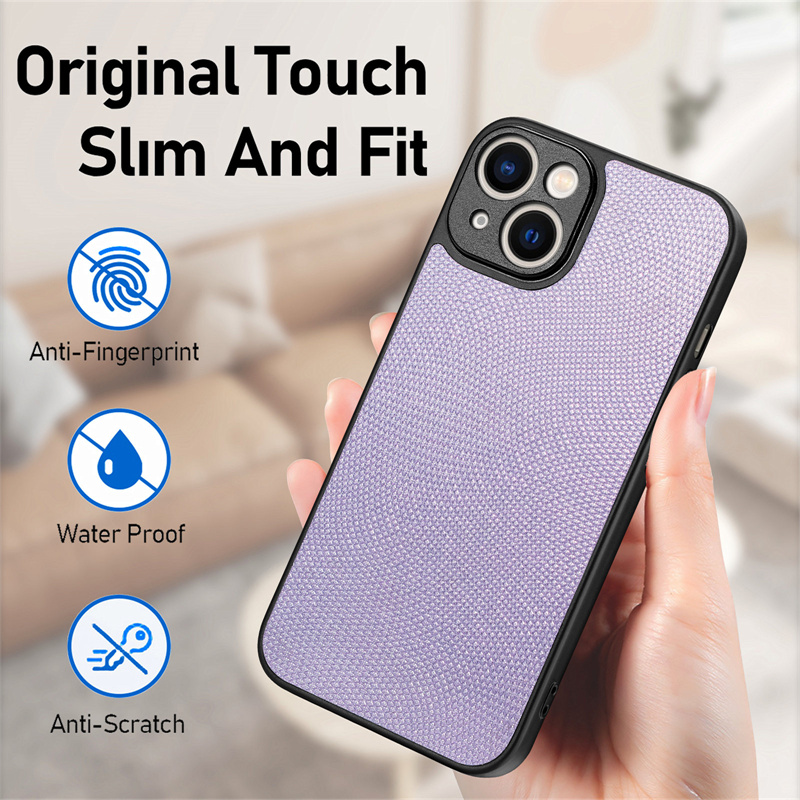 Original Touch
Slım And Fit
Anti-Fingerprint
Water Proof
Anti-Scratch